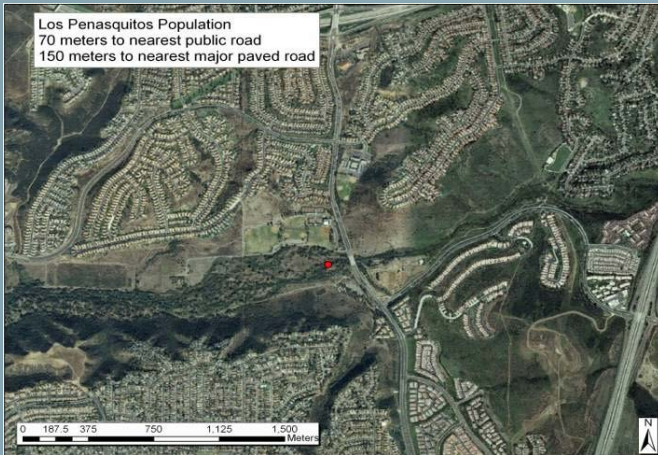 Los Penasquitos Population
70 meters to nearest public road
150 meters to nearest major paved road
0 187.5 375 750 1,125 1,500
Meters
N